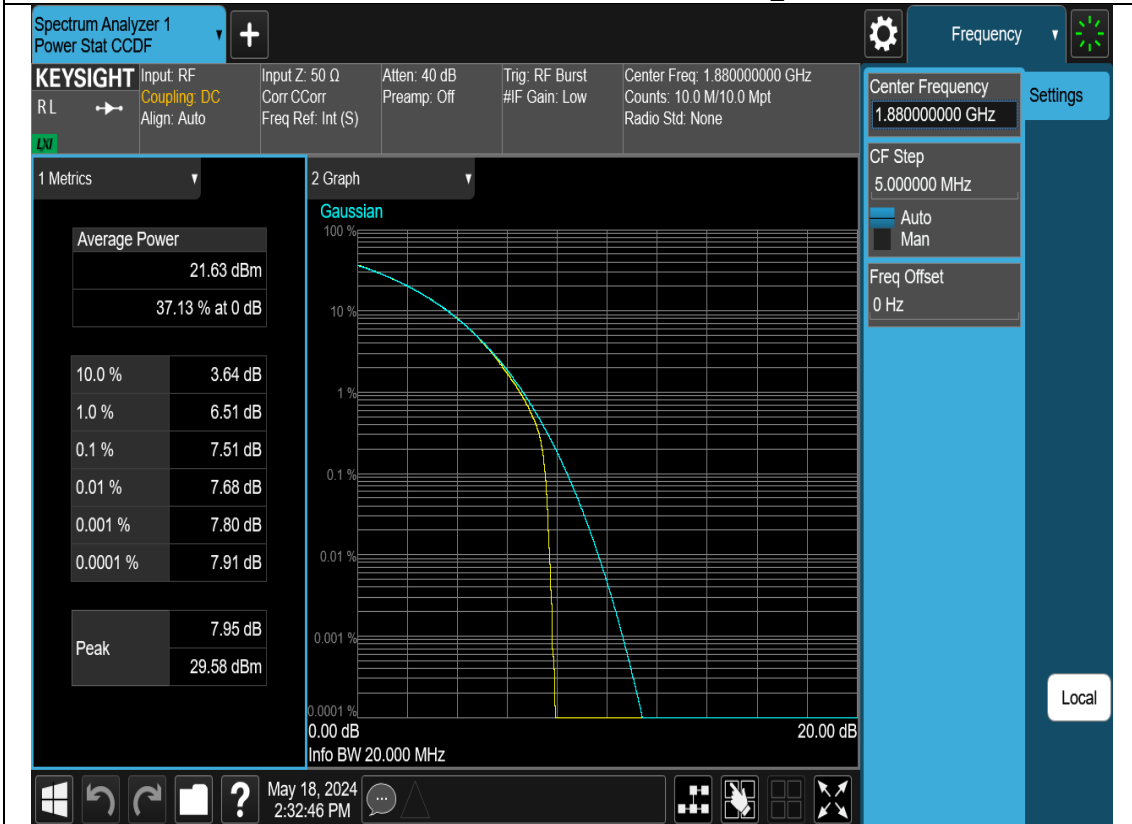 Spectrum Analyzer 1
Power Stat CCDF
Frequency
KEYSIGHT
RL
LXI
Input: RF
Coupling: DC
Align: Auto
Input Z: 50 Ω
Corr CCorr
Freq Ref: Int (S)
Atten: 40 dB
Preamp: Off
Trig: RF Burst
#IF Gain: Low
Center Freq: 1.880000000 GHz
Counts: 10.0 M/10.0 Mpt
Radio Std: None
Center Frequency
1.880000000 GHz
Settings
CF Step
5.000000 MHz
Auto
Man
Freq Offset
0 Hz
Local
1 Metrics
Average Power
21.63 dBm
37.13 % at 0 dB
10.0 % 3.64 dB
1.0 % 6.51 dB
0.1 % 7.51 dB
0.01 % 7.68 dB
0.001 % 7.80 dB
0.0001 % 7.91 dB
Peak
7.95 dB
29.58 dBm
2 Graph
Gaussian
100 %
10 %
1 %
0.1 %
0.01 %
0.001 %
0.0001 %
0.00 dB 20.00 dB
Info BW 20.000 MHz
?
May 18, 2024
2:32:46 PM